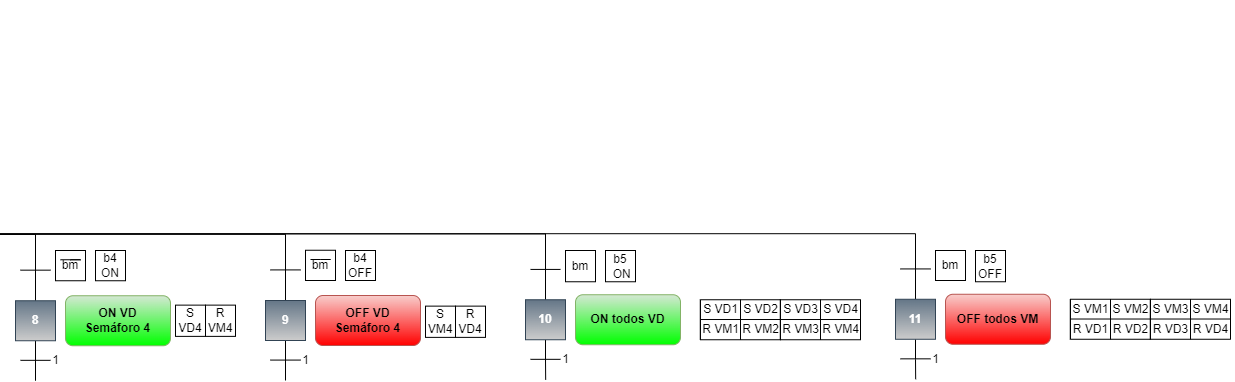 b̅m̅
b4
ON
b̅m̅
b4
OFF
bm
b5
ON
bm
b5
OFF
8
ON VD
Semáforo 4
S
VD4
R
VM4
9
OFF VD
Semáforo 4
S
VM4
R
VD4
10
ON todos VD
S VD1 S VD2 S VD3 S VD4
R VM1 R VM2 R VM3 R VM4
11
OFF todos VM
S VM1 S VM2 S VM3 S VM4
R VD1 R VD2 R VD3 R VD4
1
1
1
1